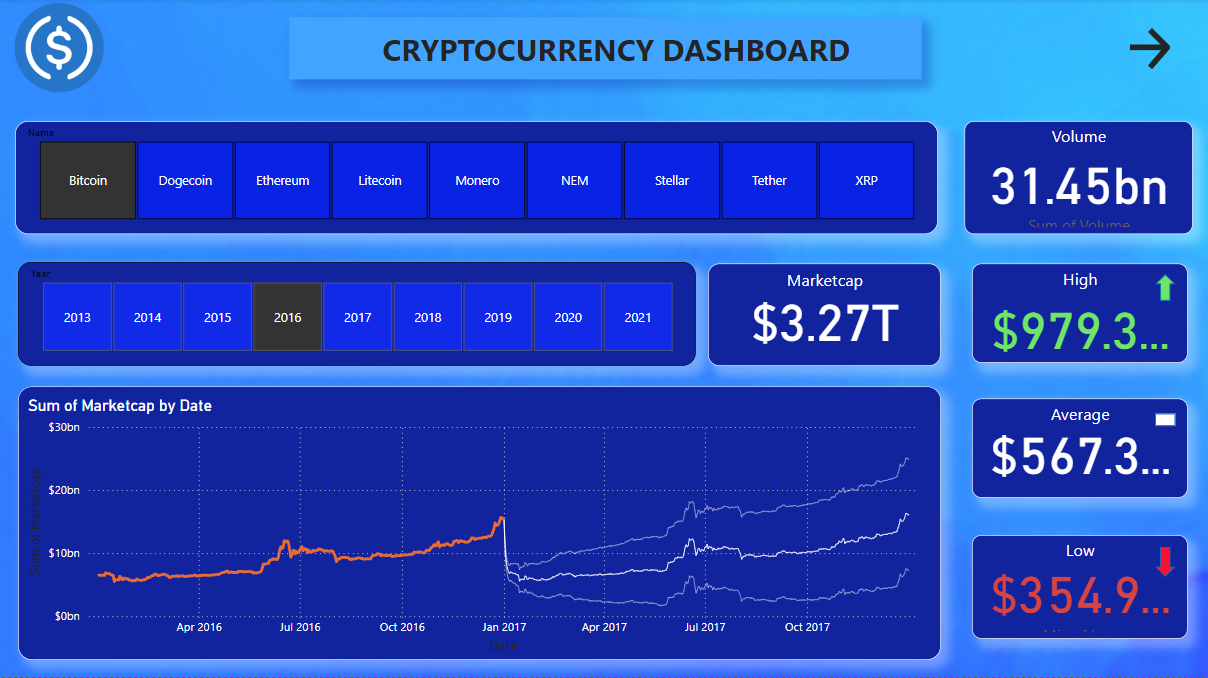 CRYPTOCURRENCY DASHBOARD
Name
Bitcoin
Dogecoin
Ethereum
Litecoin
Monero
NEM
Stellar
Tether
XRP
Volume
31.45bn
Sum of Volume
Year
2013
2014
2015
2016
2017
2018
2019
2020
2021
Marketcap
$3.27T
High
$979.3...
Sum of Marketcap by Date
Sum of Marketcap
$30bn
$20bn
$10bn
$0bn
Apr 2016
Jul 2016
Oct 2016
Jan 2017
Apr 2017
Jul 2017
Oct 2017
Date
Average
$567.3...
Low
$354.9...